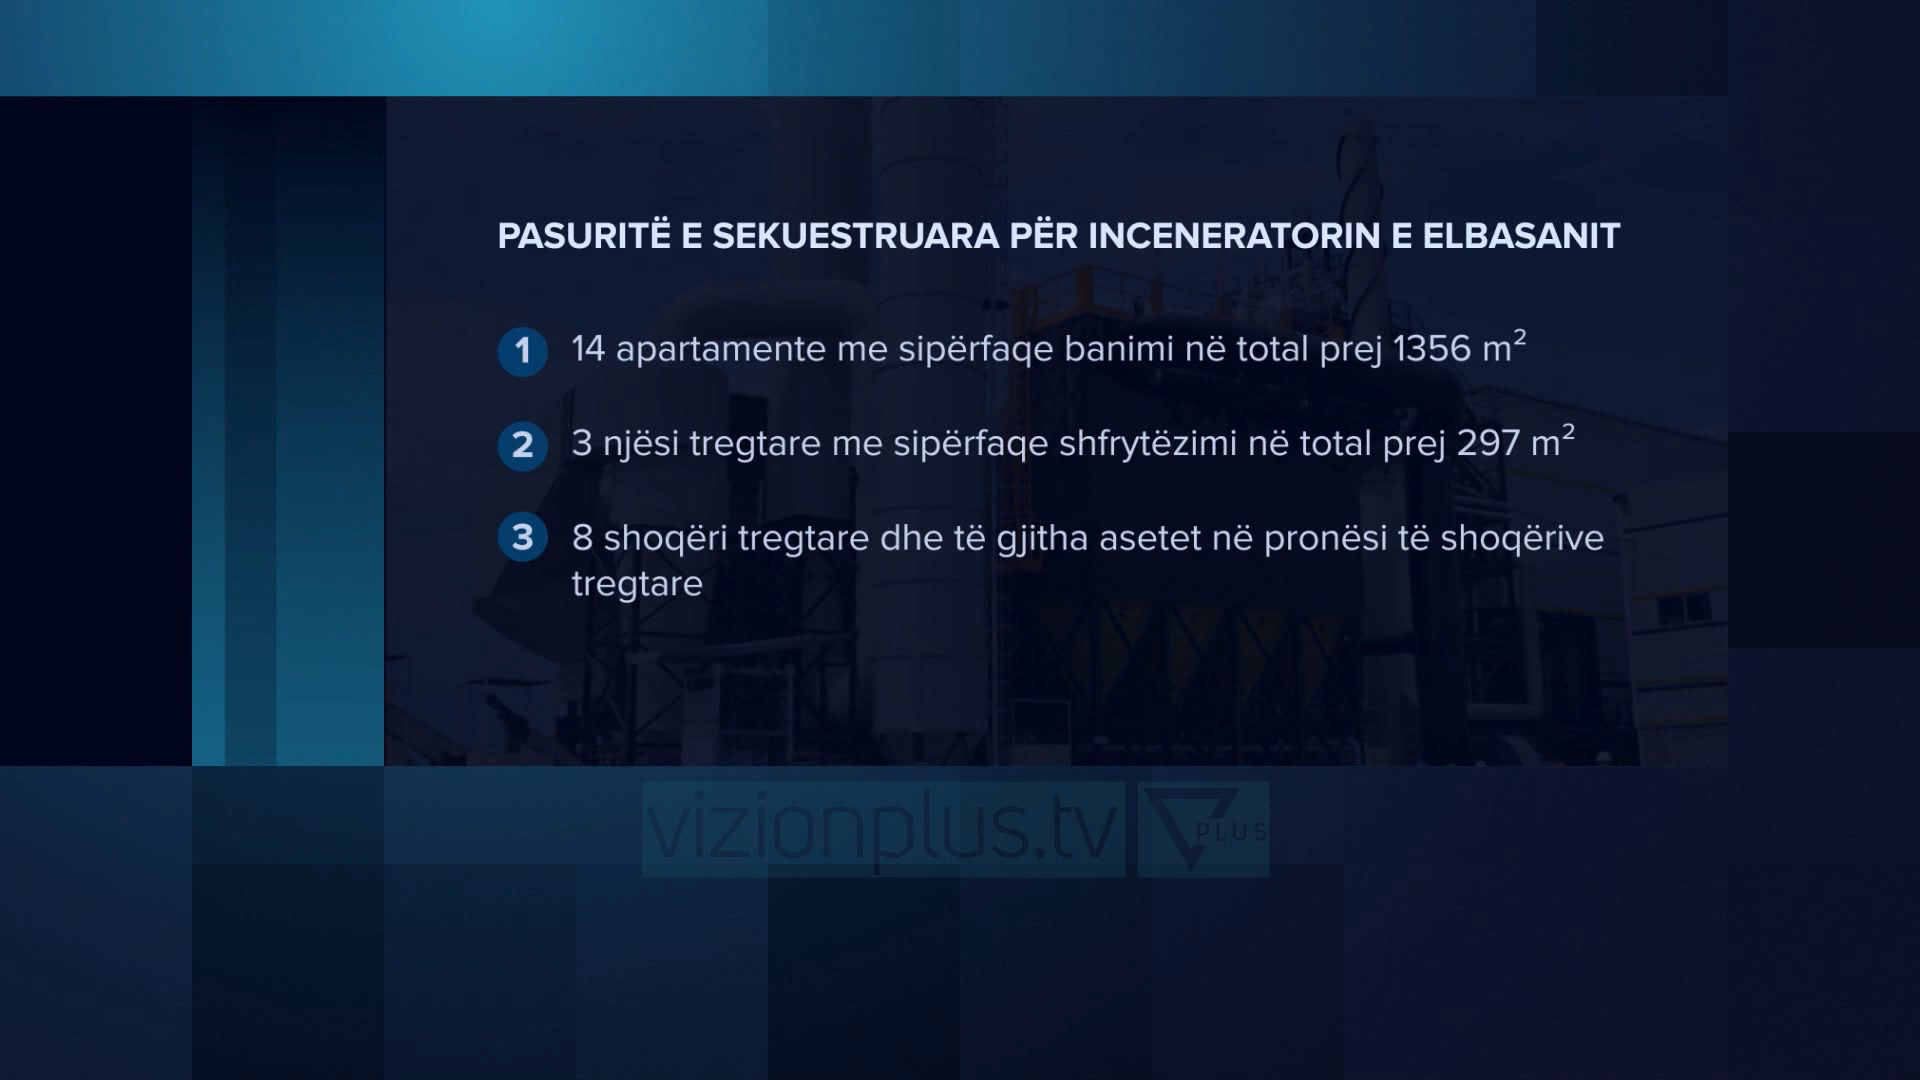 PASURITË E SEKUESTRUARA PËR INCENERATORIN E ELBASANIT
1 14 apartamente me sipërfaqe banimi në total prej 1356 m²
2 3 njësi tregtare me sipërfaqe shfrytëzimi në total prej 297 m²
3 8 shoqëri tregtare dhe të gjitha asetet në pronësi të shoqërive
tregtare
vizionplus.tv PLUS